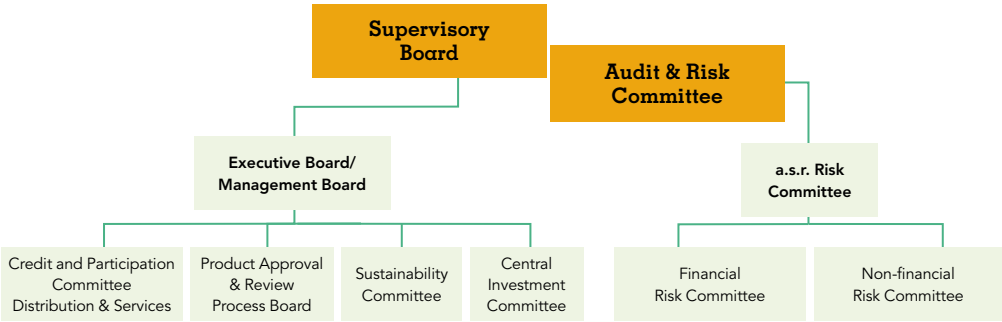 Supervisory
Board
Audit & Risk
Committee
Executive Board/
Management Board
a.s.r. Risk
Committee
Credit and Participation
Committee
Distribution & Services
Product Approval
& Review
Process Board
Sustainability
Committee
Central
Investment
Committee
Financial
Risk Committee
Non-financial
Risk Committee